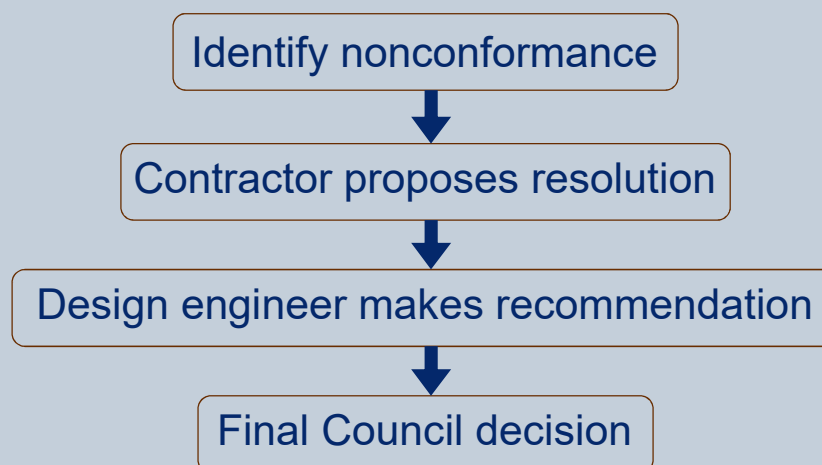 Identify nonconformance
Contractor proposes resolution
Design engineer makes recommendation
Final Council decision